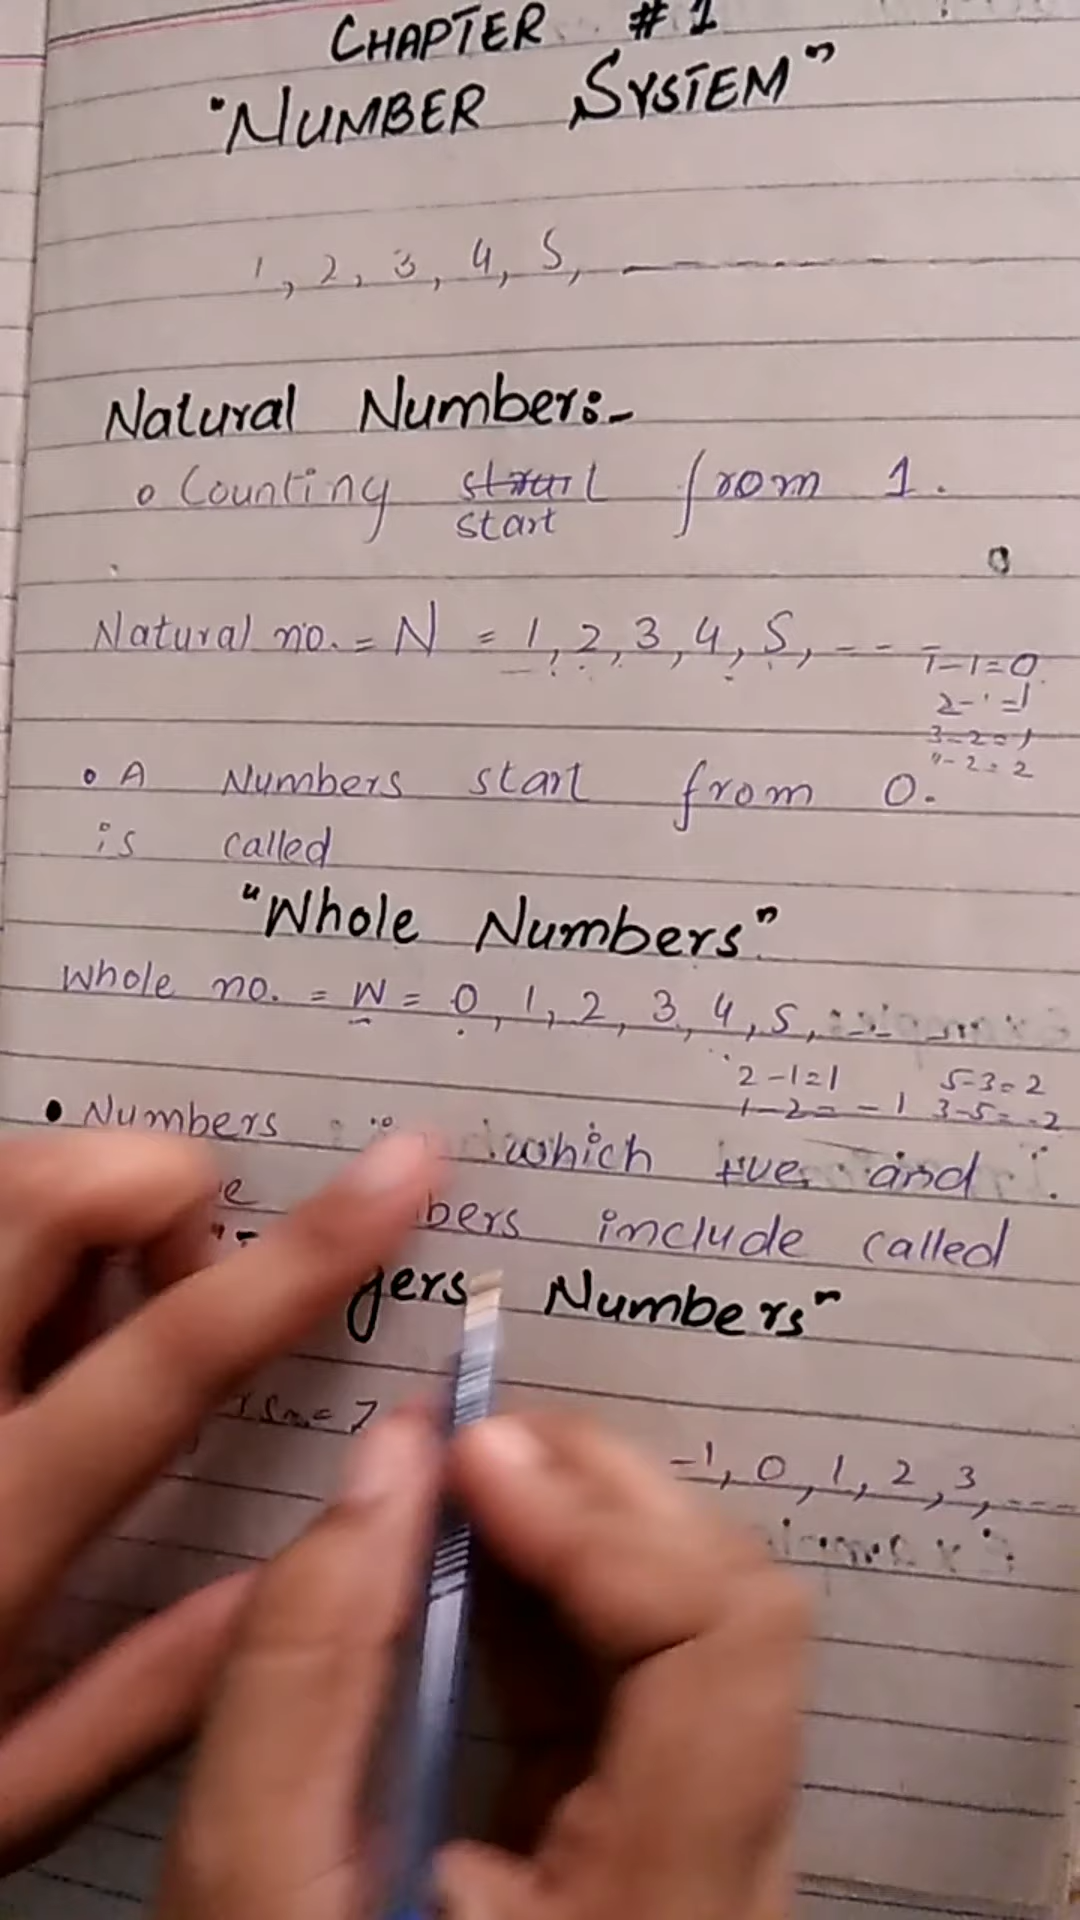 CHAPTER # 1
"NUMBER SYSTEM"
1, 2, 3, 4, 5, ------
Natural Number:-
o Counting start from 1.
start
0
Natural no. = N = 1, 2, 3, 4, 5, ---
1-1=0
2-1=1
3-2=1
4-2=2
• A Numbers start from 0.
is called
"Whole Numbers"
Whole no. = W = 0, 1, 2, 3, 4, 5, ---
2-1=1 5-3=2
1-2=-1 3-5=-2
• Numbers which +ve and
bers include called
gers Numbers"
-1, 0, 1, 2, 3, ---